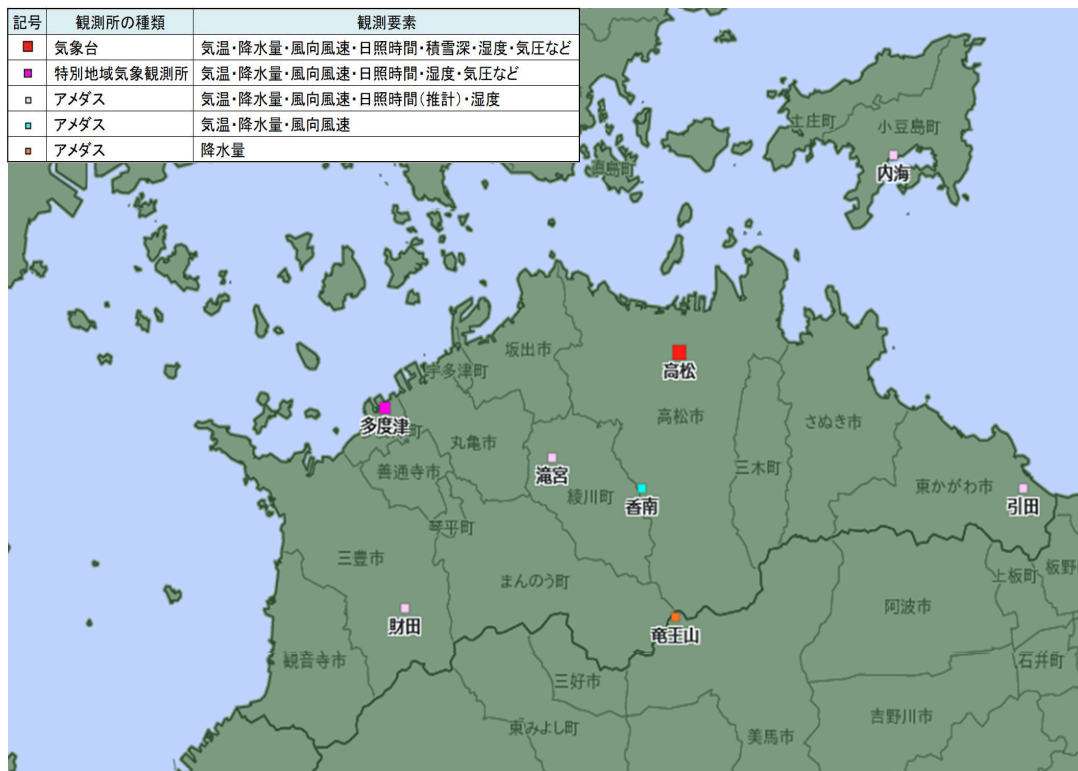 記号 観測所の種類 観測要素
気象台 気温・降水量・風向風速・日照時間・積雪深・湿度・気圧など
特別地域気象観測所 気温・降水量・風向風速・日照時間・湿度・気圧など
アメダス 気温・降水量・風向風速・日照時間(推計)・湿度
アメダス 気温・降水量・風向風速
アメダス 降水量
土庄町
小豆島町
直島町
内海
坂出市
宇多津町
高松
高松市
多度津
町
丸亀市
さぬき市
善通寺市
滝宮
綾川町
三木町
香南
東かがわ市
引田
琴平町
三豊市
まんのう町
上板町
板野
財田
阿波市
竜王山
観音寺市
三好市
石井町
東みよし町
美馬市
吉野川市